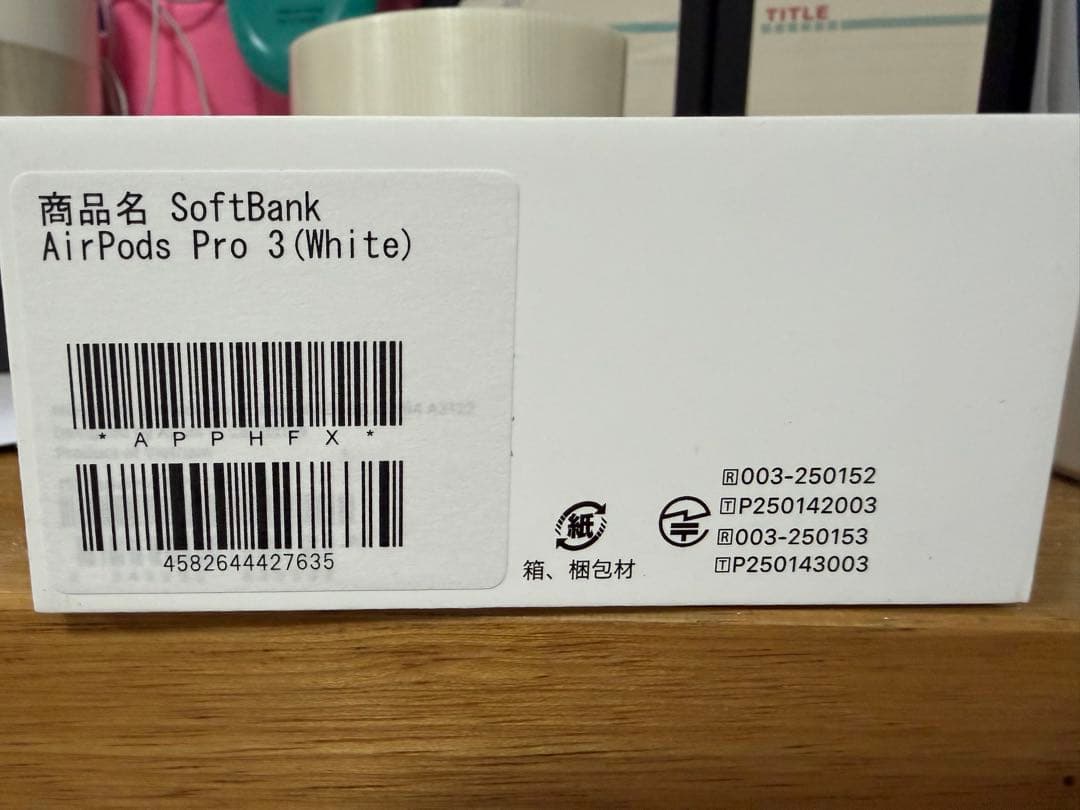 TITLE
商品名 SoftBank
AirPods Pro 3(White)
*APPHFX*
4582644427635
紙
箱、梱包材
R003-250152
TP250142003
R003-250153
TP250143003